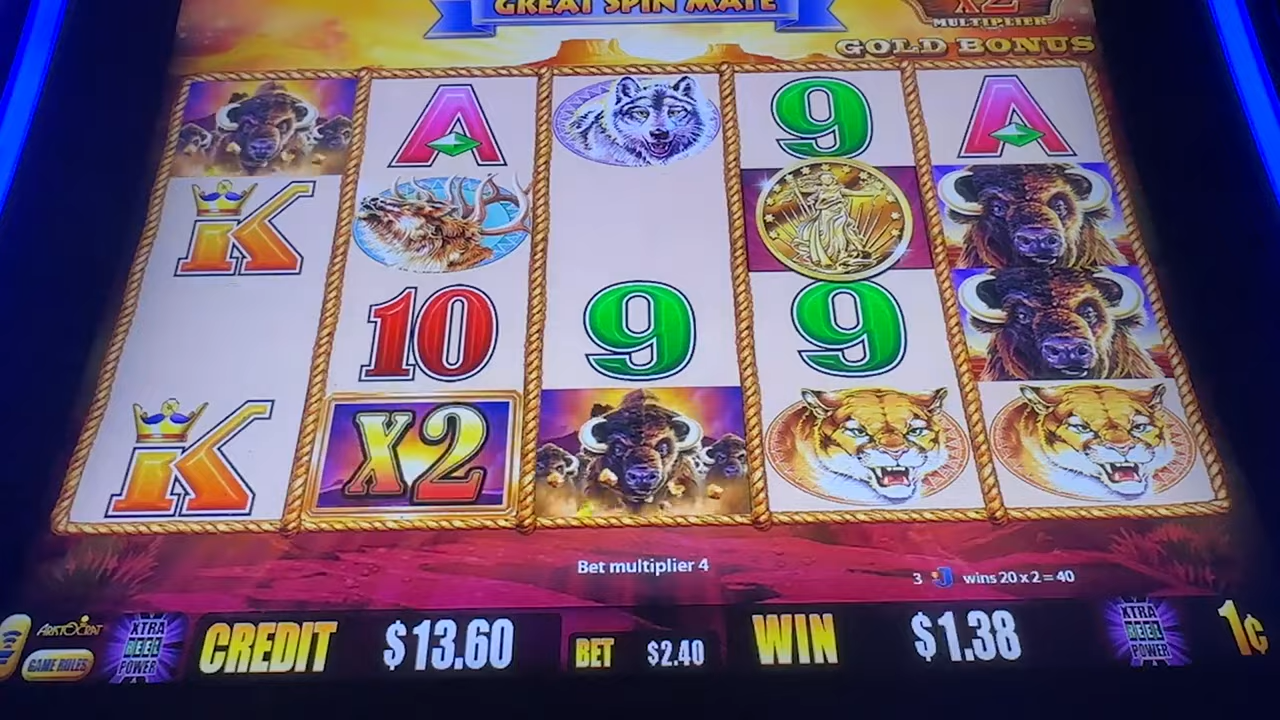 GREAT SPIN MATE
X2
MULTIPLIER
GOLD BONUS
A
9
A
K
10
9
9
K
X2
Bet multiplier 4
3 J wins 20 x 2 = 40
ARISTOCRAT
GAME RULES
XTRA
REEL
POWER
CREDIT $13.60
BET $2.40
WIN $1.38
XTRA
REEL
POWER
1¢